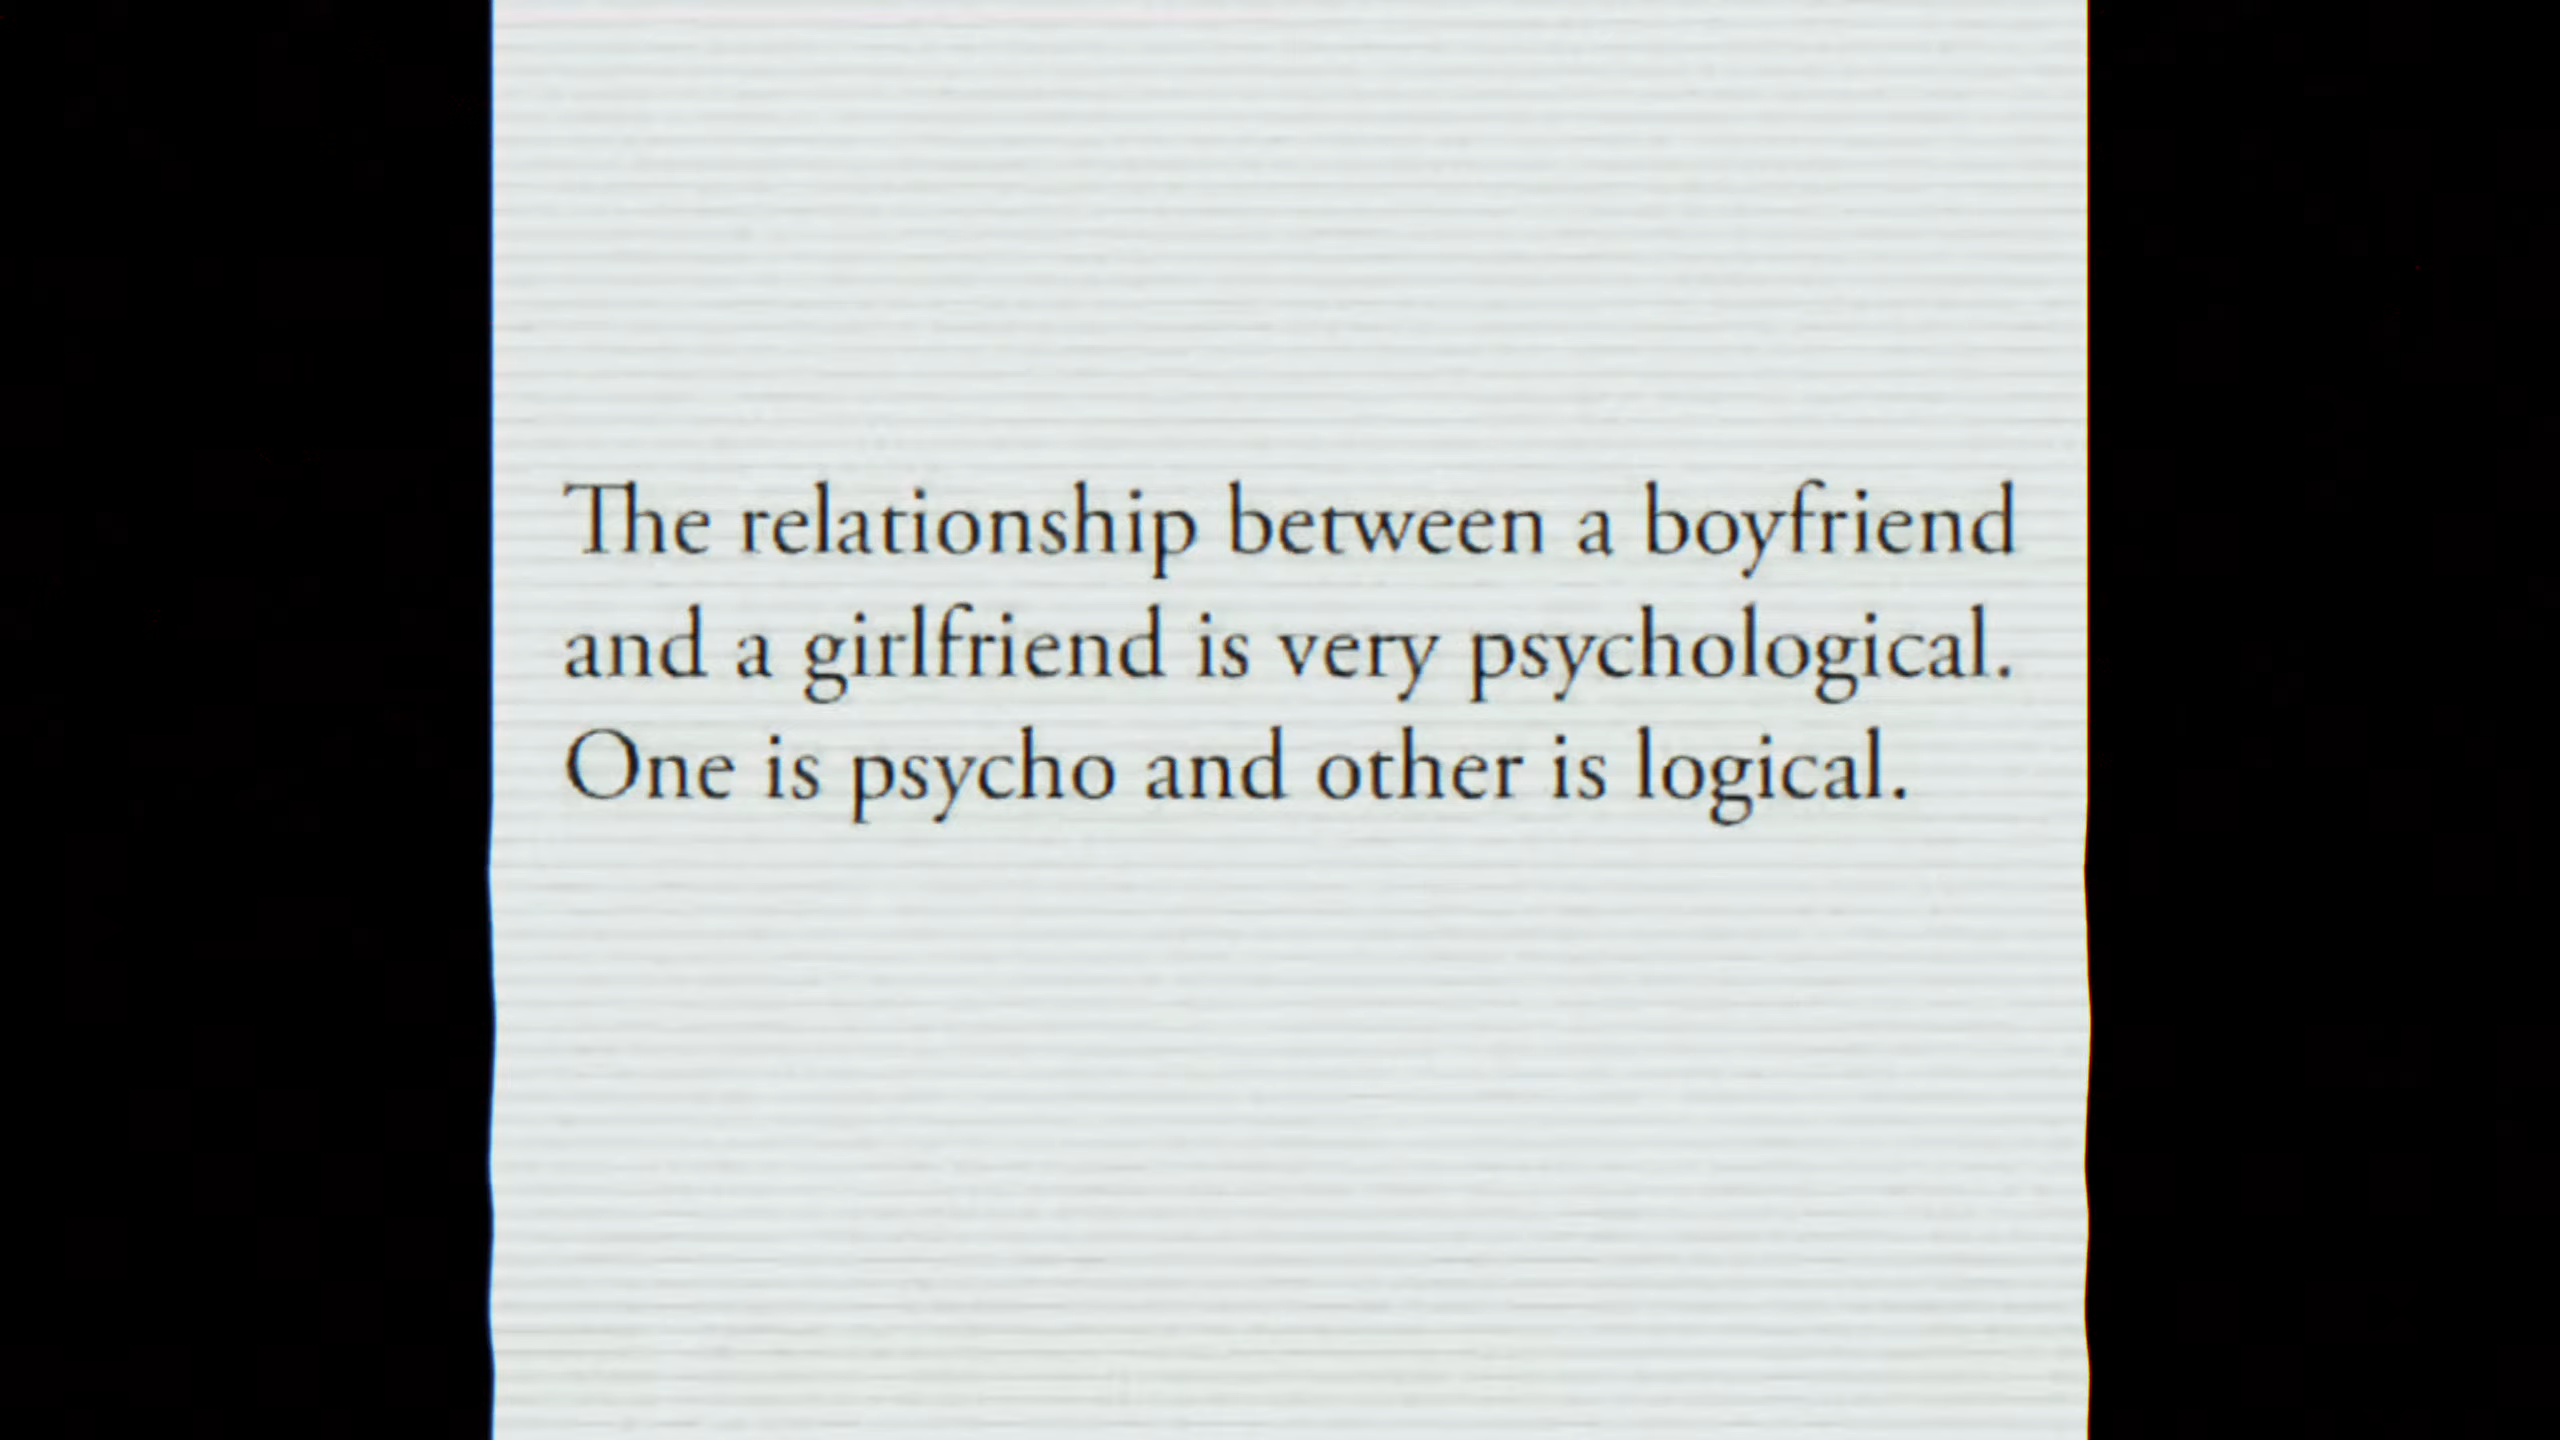 The relationship between a boyfriend
and a girlfriend is very psychological.
One is psycho and other is logical.